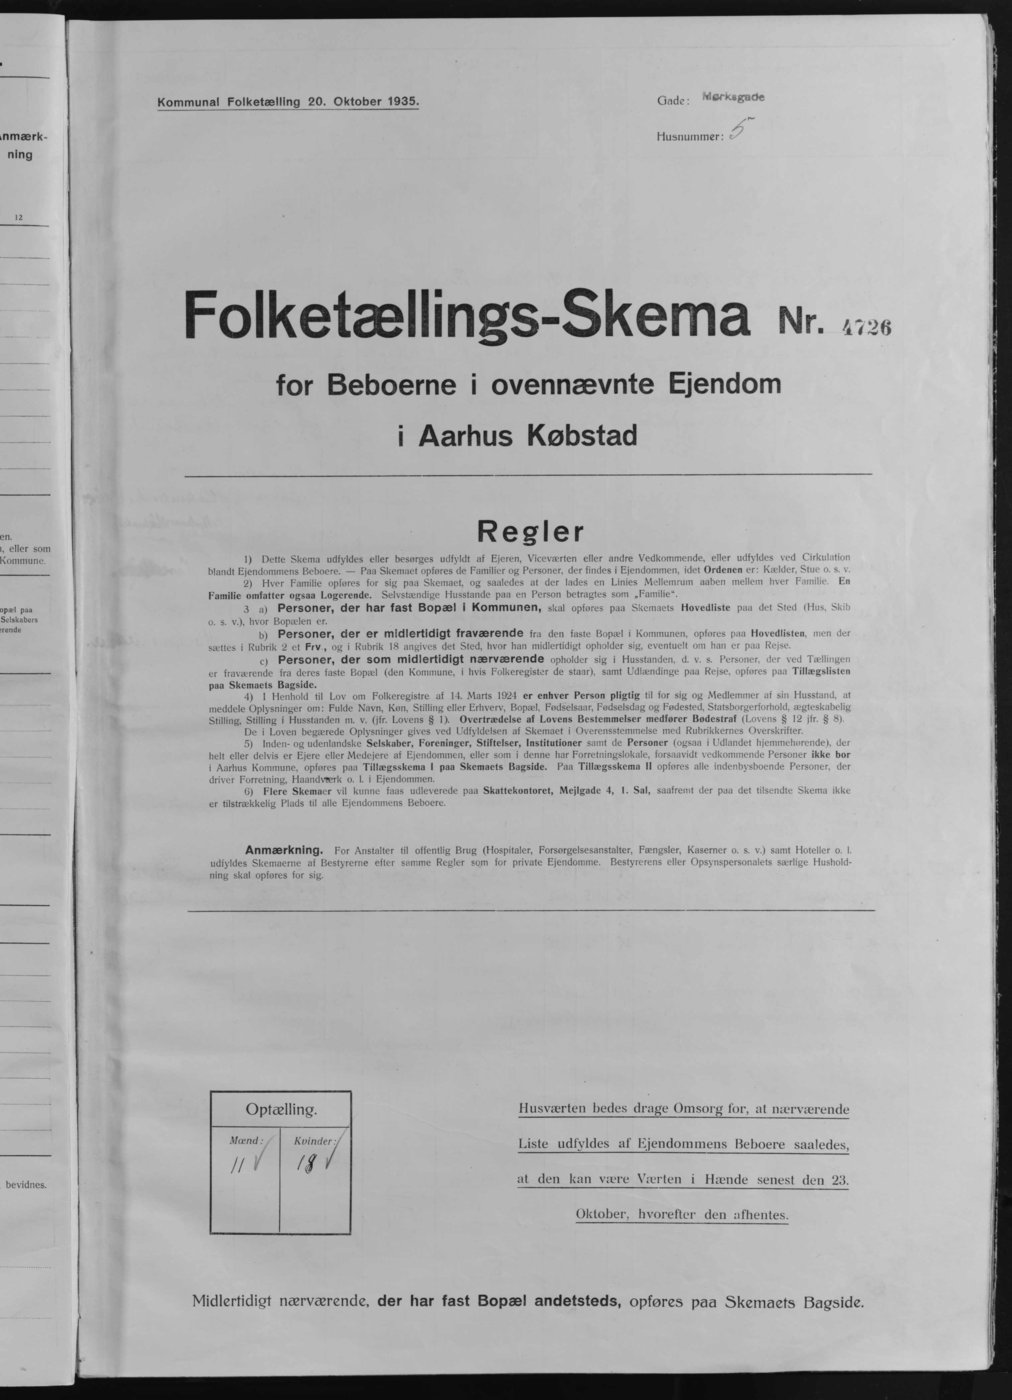 Anmærk-
ning
12
en.
, eller som
Kommune.
opæl paa
Selskabers
rende
bevidnes.
Kommunal Folketælling 20. Oktober 1935.
Gade: Mørksgade
Husnummer: 5
Folketællings-Skema Nr. 4726
for Beboerne i ovennævnte Ejendom
i Aarhus Købstad
Regler
1) Dette Skema udfyldes eller besørges udfyldt af Ejeren, Viceværten eller andre Vedkommende, eller udfyldes ved Cirkulation
blandt Ejendommens Beboere. — Paa Skemaet opføres de Familier og Personer, der findes i Ejendommen, idet Ordenen er: Kælder, Stue o. s. v.
2) Hver Familie opføres for sig paa Skemaet, og saaledes at der lades en Linies Mellemrum aaben mellem hver Familie. En
Familie omfatter ogsaa Logerende. Selvstændige Husstande paa en Person betragtes som „Familie“.
3 a) Personer, der har fast Bopæl i Kommunen, skal opføres paa Skemaets Hovedliste paa det Sted (Hus, Skib
o. s. v.), hvor Bopælen er.
b) Personer, der er midlertidigt fraværende fra den faste Bopæl i Kommunen, opføres paa Hovedlisten, men der
sættes i Rubrik 2 et Frv., og i Rubrik 18 angives det Sted, hvor han midlertidigt opholder sig, eventuelt om han er paa Rejse.
c) Personer, der som midlertidigt nærværende opholder sig i Husstanden, d. v. s. Personer, der ved Tællingen
er fraværende fra deres faste Bopæl (den Kommune, i hvis Folkeregister de staar), samt Udlændinge paa Rejse, opføres paa Tillægslisten
paa Skemaets Bagside.
4) I Henhold til Lov om Folkeregistre af 14. Marts 1924 er enhver Person pligtig til for sig og Medlemmer af sin Husstand, at
meddele Oplysninger om: Fulde Navn, Køn, Stilling eller Erhverv, Bopæl, Fødselsaar, Fødselsdag og Fødested, Statsborgerforhold, ægteskabelig
Stilling, Stilling i Husstanden m. v. (jfr. Lovens § 1). Overtrædelse af Lovens Bestemmelser medfører Bødestraf (Lovens § 12 jfr. § 8).
De i Loven begærede Oplysninger gives ved Udfyldelsen af Skemaet i Overensstemmelse med Rubrikkernes Overskrifter.
5) Inden- og udenlandske Selskaber, Foreninger, Stiftelser, Institutioner samt de Personer (ogsaa i Udlandet hjemmehørende), der
helt eller delvis er Ejere eller Medejere af Ejendommen, eller som i denne har Forretningslokale, forsaavidt vedkommende Personer ikke bor
i Aarhus Kommune, opføres paa Tillægsskema I paa Skemaets Bagside. Paa Tillægsskema II opføres alle indenbysboende Personer, der
driver Forretning, Haandværk o. l. i Ejendommen.
6) Flere Skemaer vil kunne faas udleverede paa Skattekontoret, Mejlgade 4, 1. Sal, saafremt der paa det tilsendte Skema ikke
er tilstrækkelig Plads til alle Ejendommens Beboere.
Anmærkning. For Anstalter til offentlig Brug (Hospitaler, Forsørgelsesanstalter, Fængsler, Kaserner o. s. v.) samt Hoteller o. l.
udfyldes Skemaerne af Bestyrerne efter samme Regler som for private Ejendomme. Bestyrerens eller Opsynspersonalets særlige Hushold-
ning skal opføres for sig.
Optælling.
Mænd: Kvinder:
11 18
Husværten bedes drage Omsorg for, at nærværende
Liste udfyldes af Ejendommens Beboere saaledes,
at den kan være Værten i Hænde senest den 23.
Oktober, hvorefter den afhentes.
Midlertidigt nærværende, der har fast Bopæl andetsteds, opføres paa Skemaets Bagside.